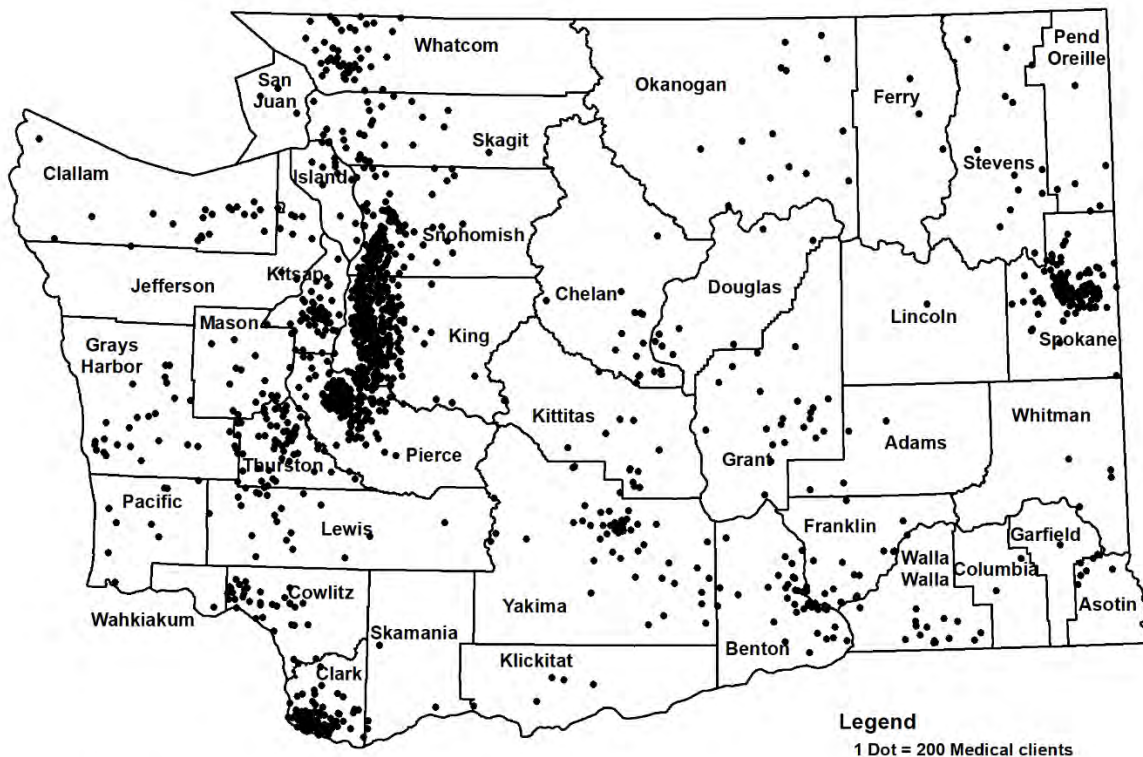 Whatcom
Pend
Oreille
San
Juan
Okanogan
Ferry
Skagit
Stevens
Clallam
Island
Snohomish
Kitsap
Jefferson
Chelan
Douglas
Lincoln
Mason
King
Spokane
Grays
Harbor
Kittitas
Whitman
Adams
Pierce
Grant
Thurston
Pacific
Lewis
Franklin
Garfield
Walla
Walla
Columbia
Cowlitz
Yakima
Asotin
Wahkiakum
Skamania
Benton
Klickitat
Clark
Legend
1 Dot = 200 Medical clients